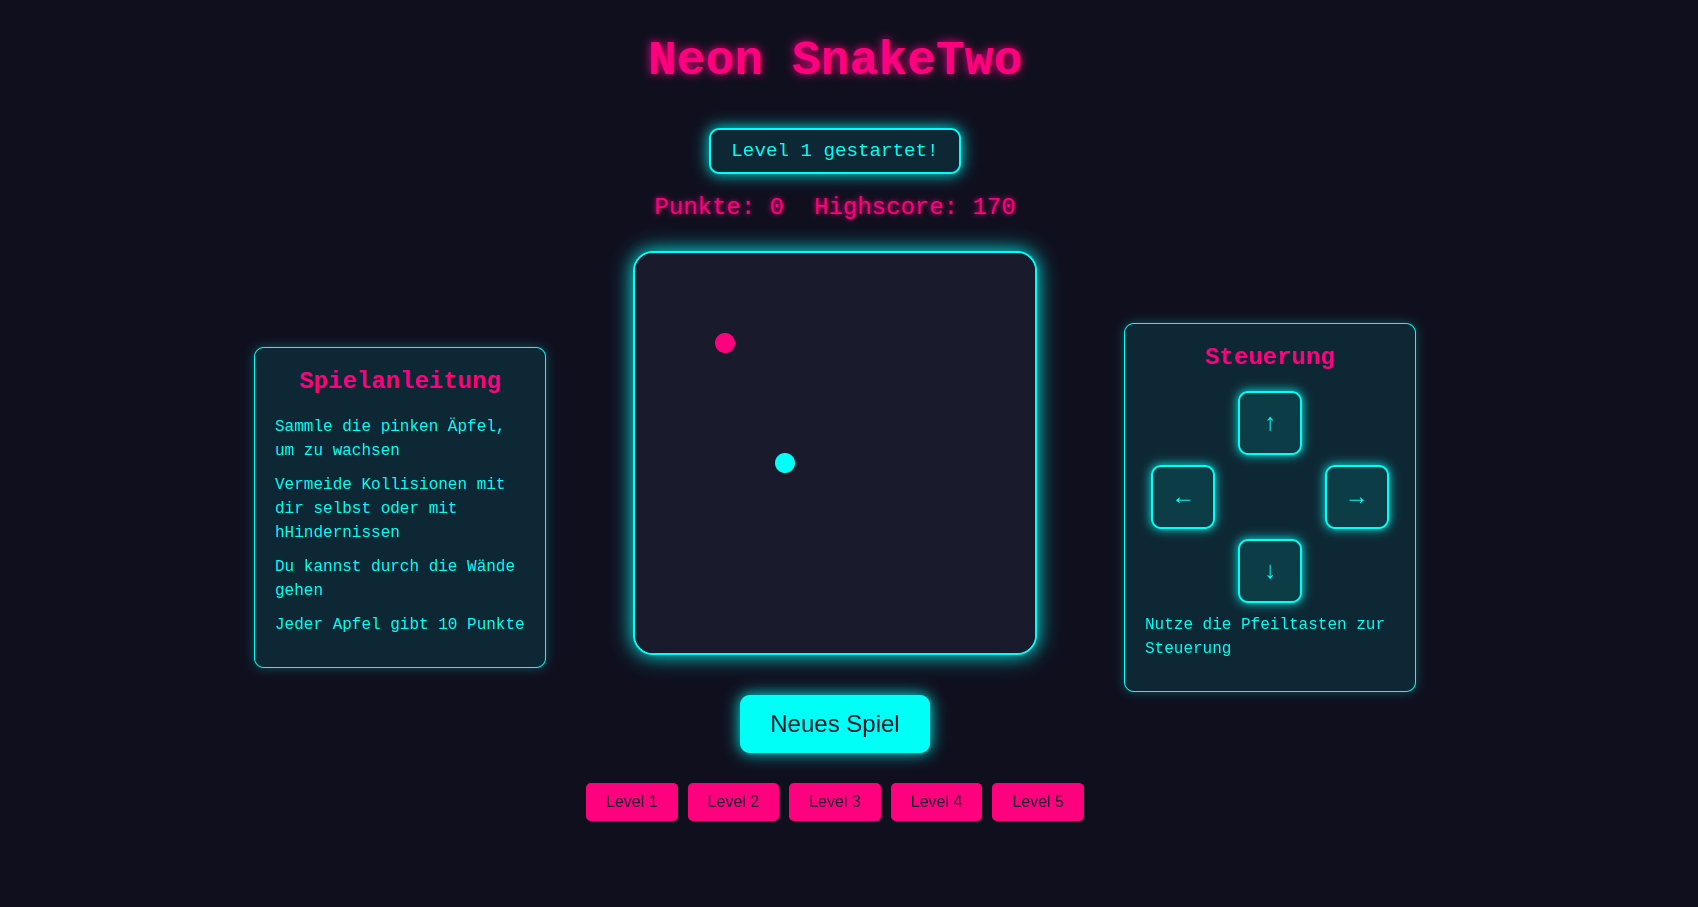 Neon SnakeTwo
Level 1 gestartet!
Punkte: 0 Highscore: 170
Spielanleitung
Sammle die pinken Äpfel,
um zu wachsen
Vermeide Kollisionen mit
dir selbst oder mit
hHindernissen
Du kannst durch die Wände
gehen
Jeder Apfel gibt 10 Punkte
Steuerung
↑
← →
↓
Nutze die Pfeiltasten zur
Steuerung
Neues Spiel
Level 1 Level 2 Level 3 Level 4 Level 5